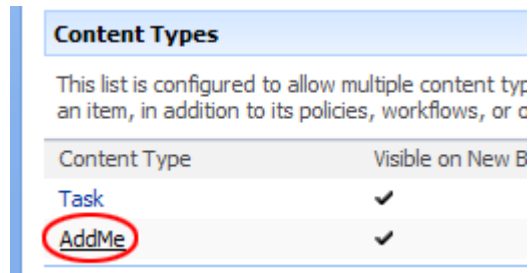 Content Types
This list is configured to allow multiple content
an item, in addition to its policies, workflows, or
Content Type Visible on New
Task ✔
AddMe ✔